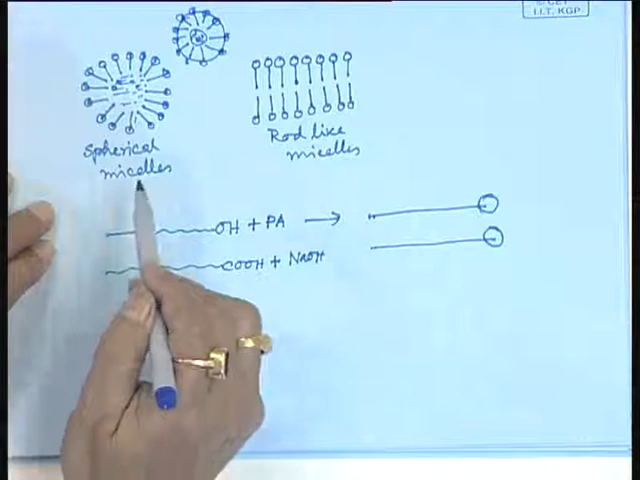 © CET
I.I.T. KGP
Spherical
micelles
Rod like
micelles
OH + PA →
COOH + NaOH